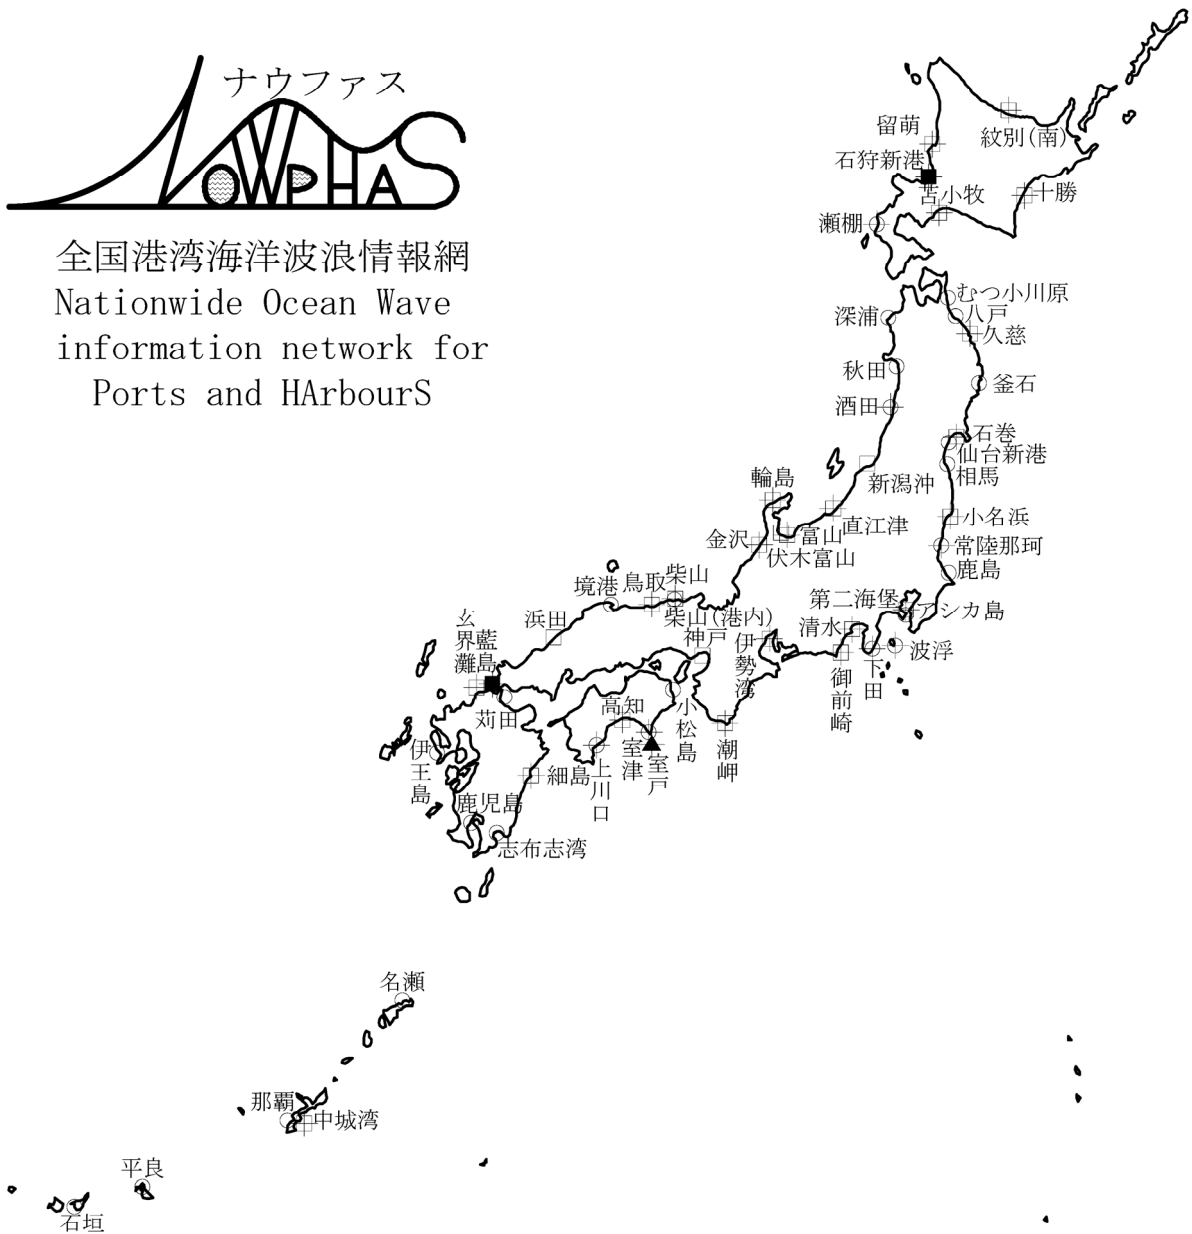 ナウファス
NOWPHAS
全国港湾海洋波浪情報網
Nationwide Ocean Wave
information network for
Ports and HArbourS
留萌
紋別(南)
石狩新港
苫小牧
十勝
瀬棚
むつ小川原
深浦
八戸
久慈
秋田
釜石
酒田
石巻
仙台新港
相馬
新潟沖
輪島
小名浜
直江津
金沢
富山
伏木富山
常陸那珂
鹿島
柴山
鳥取
境港
第二海堡
アシカ島
柴山(港内)
浜田
神戸
伊勢湾
清水
波浮
下田
御前崎
玄界灘
藍島
苅田
高知
小松島
室津
室戸
潮岬
上川口
伊王島
細島
鹿児島
志布志湾
名瀬
那覇
中城湾
平良
石垣